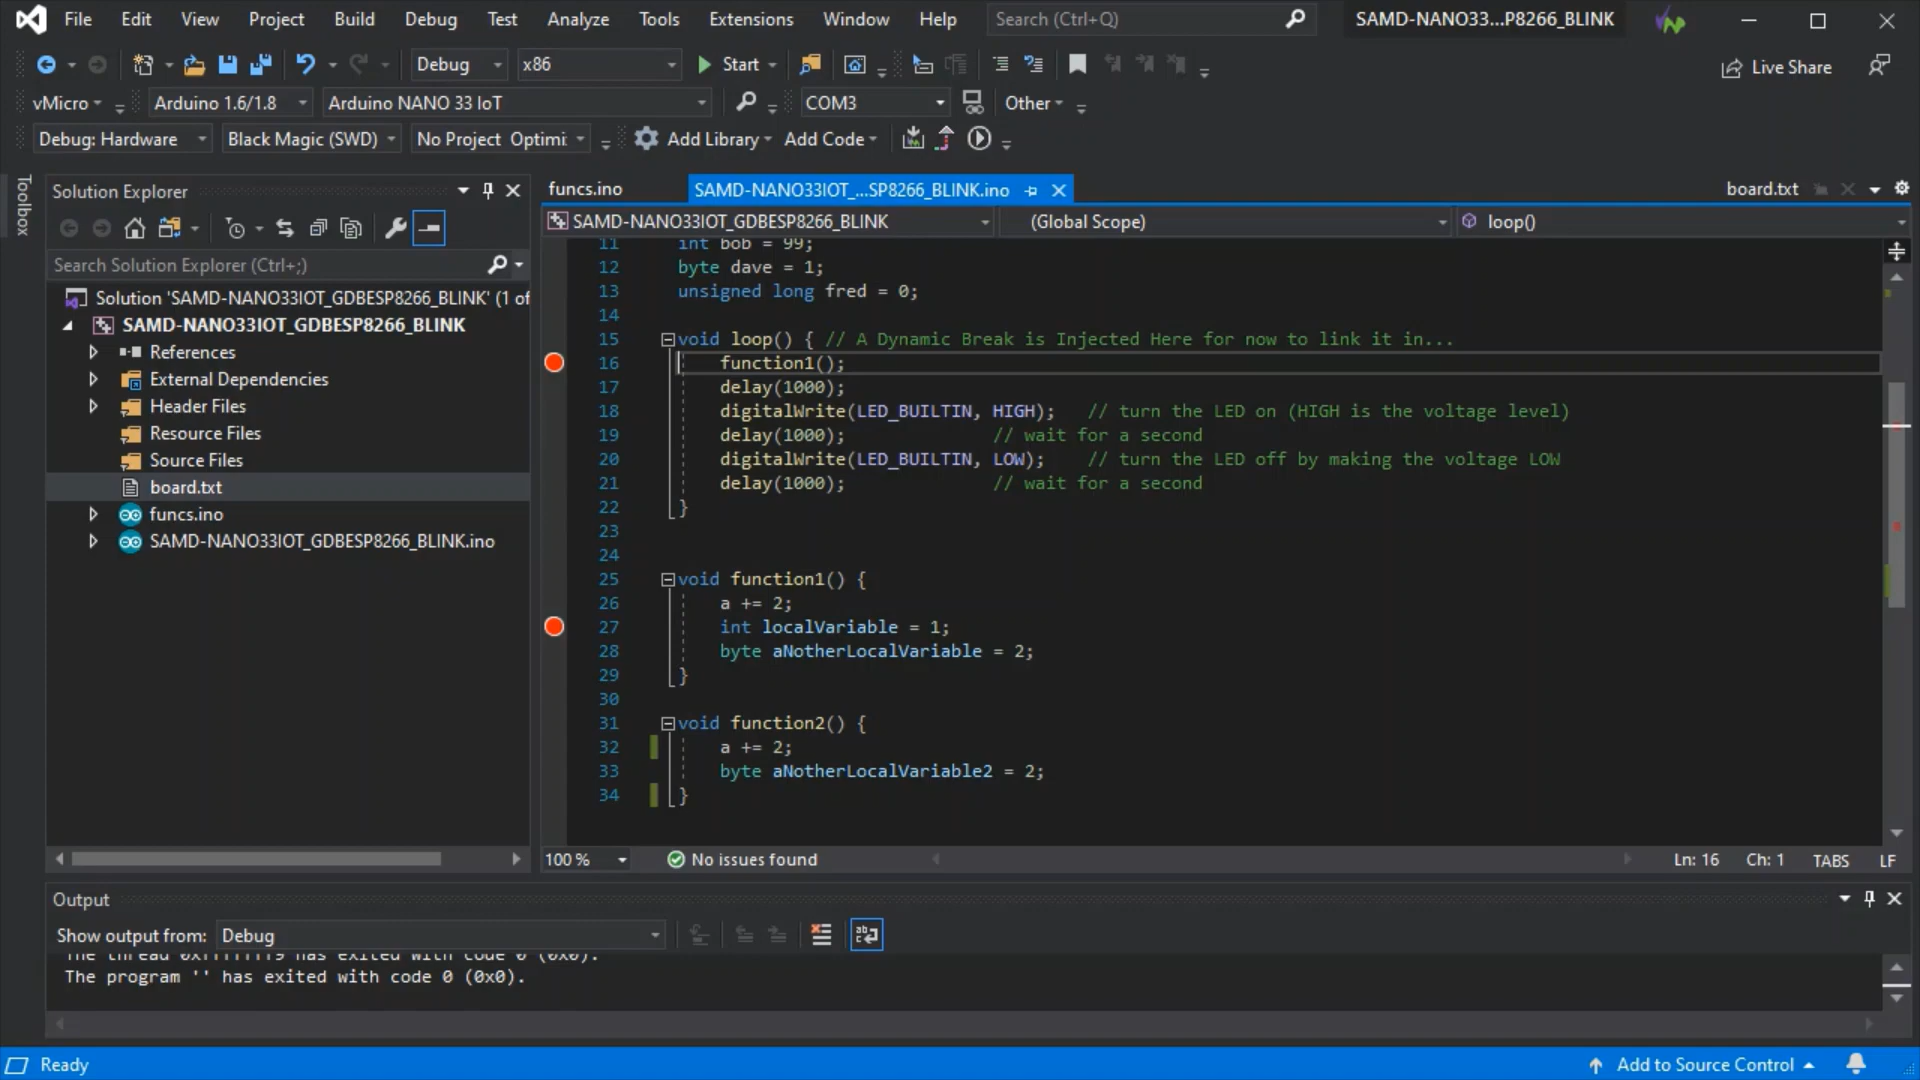 File Edit View Project Build Debug Test Analyze Tools Extensions Window Help Search (Ctrl+Q) SAMD-NANO33...P8266_BLINK
Debug x86 Start Live Share
vMicro Arduino 1.6/1.8 Arduino NANO 33 IoT COM3 Other
Debug: Hardware Black Magic (SWD) No Project Optimi Add Library Add Code
Toolbox
Solution Explorer
Search Solution Explorer (Ctrl+;)
Solution 'SAMD-NANO33IOT_GDBESP8266_BLINK' (1 of
SAMD-NANO33IOT_GDBESP8266_BLINK
References
External Dependencies
Header Files
Resource Files
Source Files
board.txt
funcs.ino
SAMD-NANO33IOT_GDBESP8266_BLINK.ino
funcs.ino SAMD-NANO33IOT_...SP8266_BLINK.ino board.txt
SAMD-NANO33IOT_GDBESP8266_BLINK (Global Scope) loop()
11 int bob = 99;
12 byte dave = 1;
13 unsigned long fred = 0;
14
15 void loop() { // A Dynamic Break is Injected Here for now to link it in...
16 function1();
17 delay(1000);
18 digitalWrite(LED_BUILTIN, HIGH); // turn the LED on (HIGH is the voltage level)
19 delay(1000); // wait for a second
20 digitalWrite(LED_BUILTIN, LOW); // turn the LED off by making the voltage LOW
21 delay(1000); // wait for a second
22 }
23
24
25 void function1() {
26 a += 2;
27 int localVariable = 1;
28 byte aNotherLocalVariable = 2;
29 }
30
31 void function2() {
32 a += 2;
33 byte aNotherLocalVariable2 = 2;
34 }
100 % No issues found Ln: 16 Ch: 1 TABS LF
Output
Show output from: Debug
has exited with code 0 (0x0).
The program '' has exited with code 0 (0x0).
Ready Add to Source Control